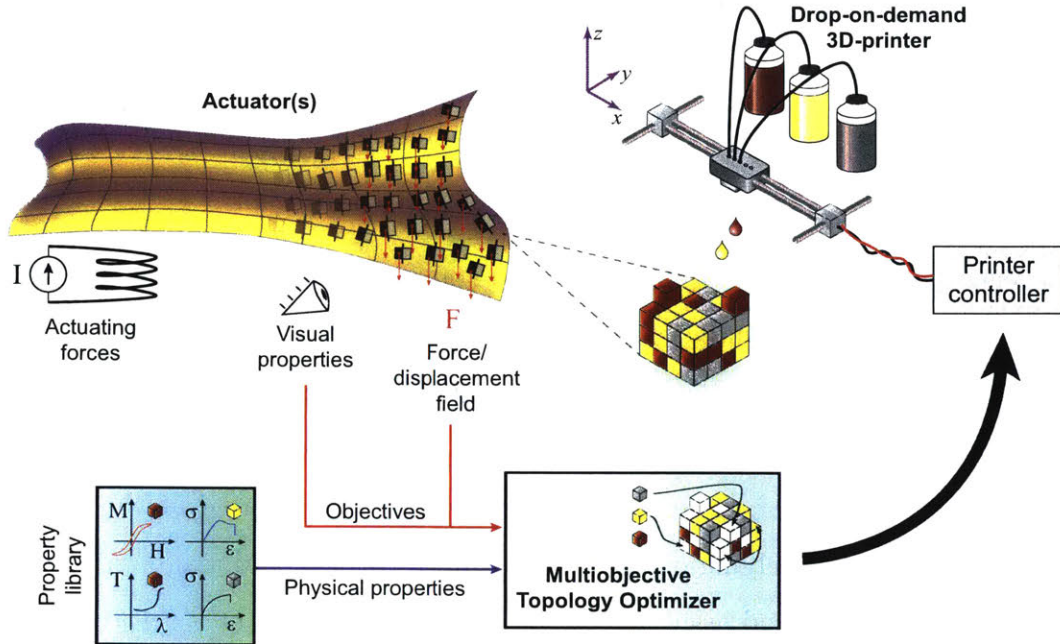 Drop-on-demand
3D-printer
z
y
x
Actuator(s)
I
Actuating
forces
Visual
properties
F
Force/
displacement
field
Printer
controller
Objectives
Property
library
M
H
σ
ε
T
λ
σ
ε
Physical properties
Multiobjective
Topology Optimizer